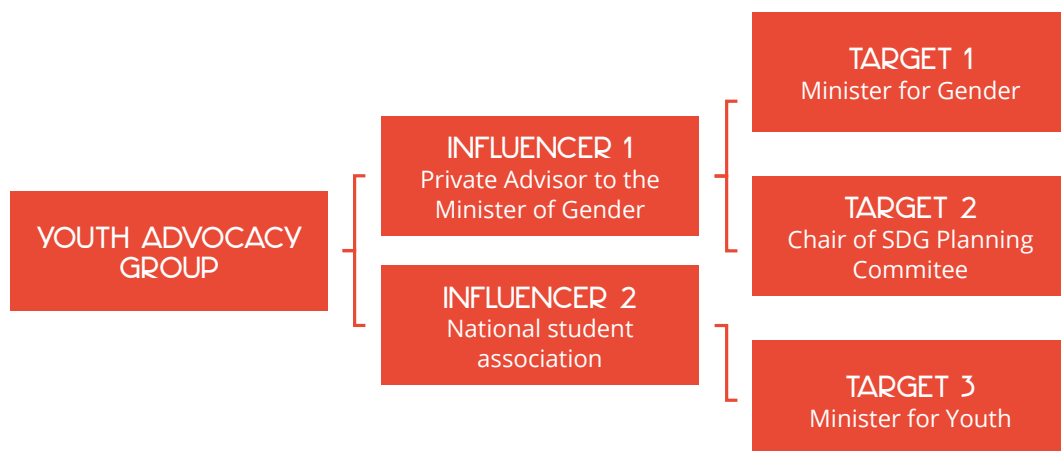 YOUTH ADVOCACY
GROUP
INFLUENCER 1
Private Advisor to the
Minister of Gender
INFLUENCER 2
National student
association
TARGET 1
Minister for Gender
TARGET 2
Chair of SDG Planning
Commitee
TARGET 3
Minister for Youth